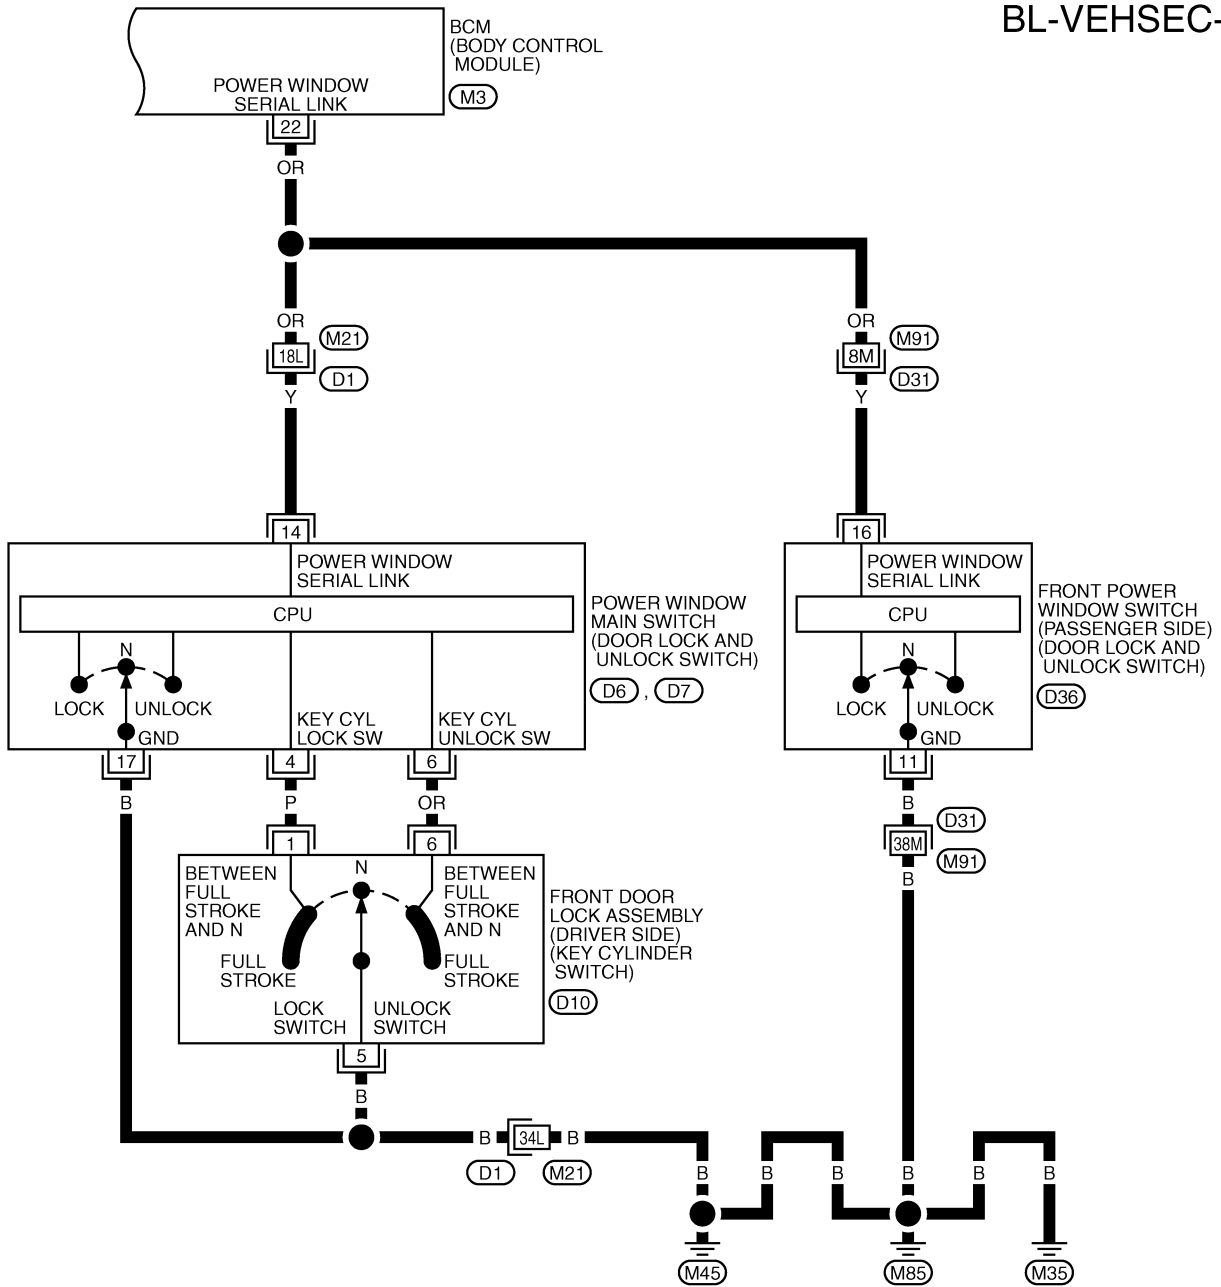 BL-VEHSEC-
BCM
(BODY CONTROL
MODULE)
M3
POWER WINDOW
SERIAL LINK
22
OR
OR
M21
18L
D1
Y
OR
M91
8M
D31
Y
14
POWER WINDOW
SERIAL LINK
CPU
N
LOCK
UNLOCK
GND
KEY CYL
LOCK SW
KEY CYL
UNLOCK SW
POWER WINDOW
MAIN SWITCH
(DOOR LOCK AND
UNLOCK SWITCH)
D6 , D7
16
POWER WINDOW
SERIAL LINK
CPU
N
LOCK
UNLOCK
GND
FRONT POWER
WINDOW SWITCH
(PASSENGER SIDE)
(DOOR LOCK AND
UNLOCK SWITCH)
D36
17
4
6
11
B
P
OR
B
D31
38M
M91
B
1
6
BETWEEN
FULL
STROKE
AND N
N
BETWEEN
FULL
STROKE
AND N
FULL
STROKE
FULL
STROKE
LOCK
SWITCH
UNLOCK
SWITCH
FRONT DOOR
LOCK ASSEMBLY
(DRIVER SIDE)
(KEY CYLINDER
SWITCH)
D10
5
B
B
34L
B
D1
M21
B
B
B
B
B
B
M45
M85
M35